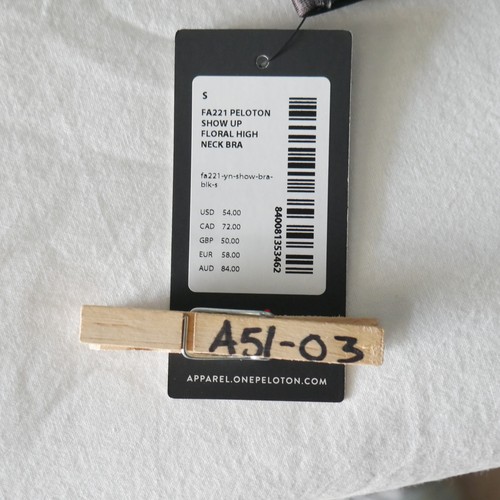 S
FA221 PELOTON
SHOW UP
FLORAL HIGH
NECK BRA
fa221-yn-show-bra-
blk-s
USD 54.00
CAD 72.00
GBP 50.00
EUR 58.00
AUD 84.00
840081353462
A51-03
APPAREL.ONEPELOTON.COM